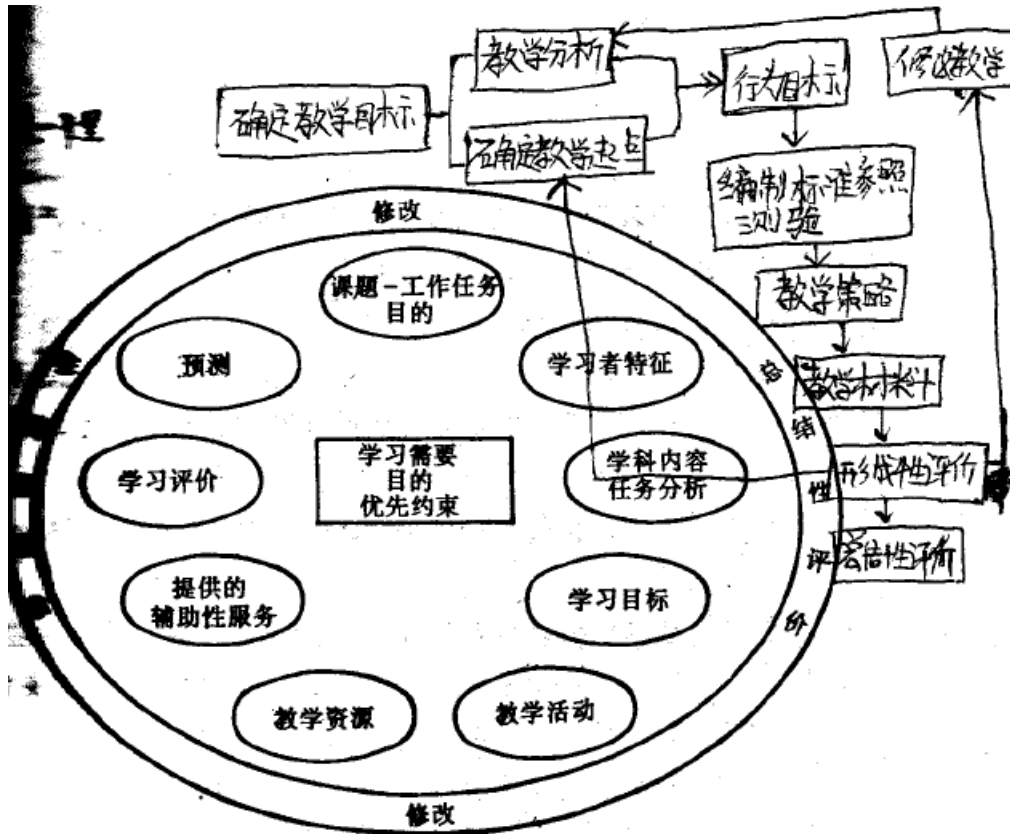 教学分析
修改教学
行为目标
确定教学目标
确定教学起点
编制标准参照
测验
教学策略
教学材料
形成性评价
总结性评价
修改
课题－工作任务
目的
预测
学习者特征
学习评价
学习需要
目的
优先约束
学科内容
任务分析
提供的
辅助性服务
学习目标
教学资源
教学活动
总结性评价
修改